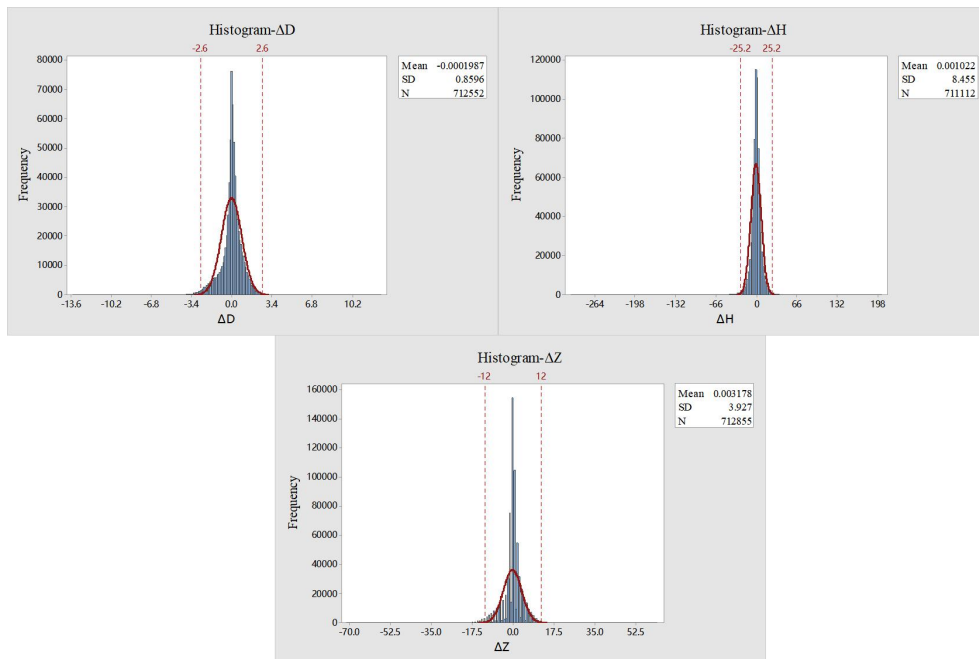 Histogram-ΔD
-2.6 2.6
80000
70000
60000
50000
40000
30000
20000
10000
0
Frequency
-13.6 -10.2 -6.8 -3.4 0.0 3.4 6.8 10.2
ΔD
Mean -0.0001987
SD 0.8596
N 712552
Histogram-ΔH
-25.2 25.2
120000
100000
80000
60000
40000
20000
0
Frequency
-264 -198 -132 -66 0 66 132 198
ΔH
Mean 0.001022
SD 8.455
N 711112
Histogram-ΔZ
-12 12
160000
140000
120000
100000
80000
60000
40000
20000
0
Frequency
-70.0 -52.5 -35.0 -17.5 0.0 17.5 35.0 52.5
ΔZ
Mean 0.003178
SD 3.927
N 712855